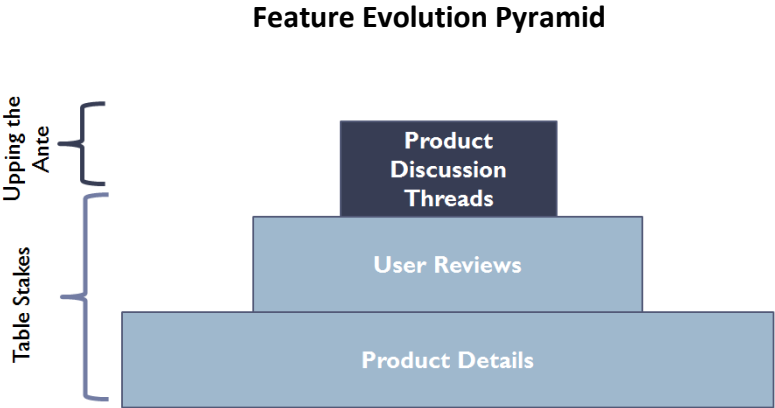 Feature Evolution Pyramid
Upping the
Ante
Product
Discussion
Threads
Table Stakes
User Reviews
Product Details